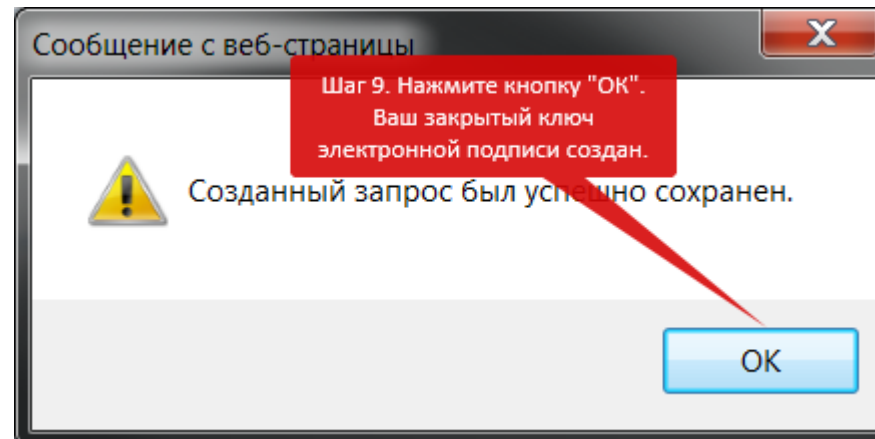 Сообщение с веб-страницы
Шаг 9. Нажмите кнопку "ОК".
Ваш закрытый ключ
электронной подписи создан.
Созданный запрос был успешно сохранен.
ОК